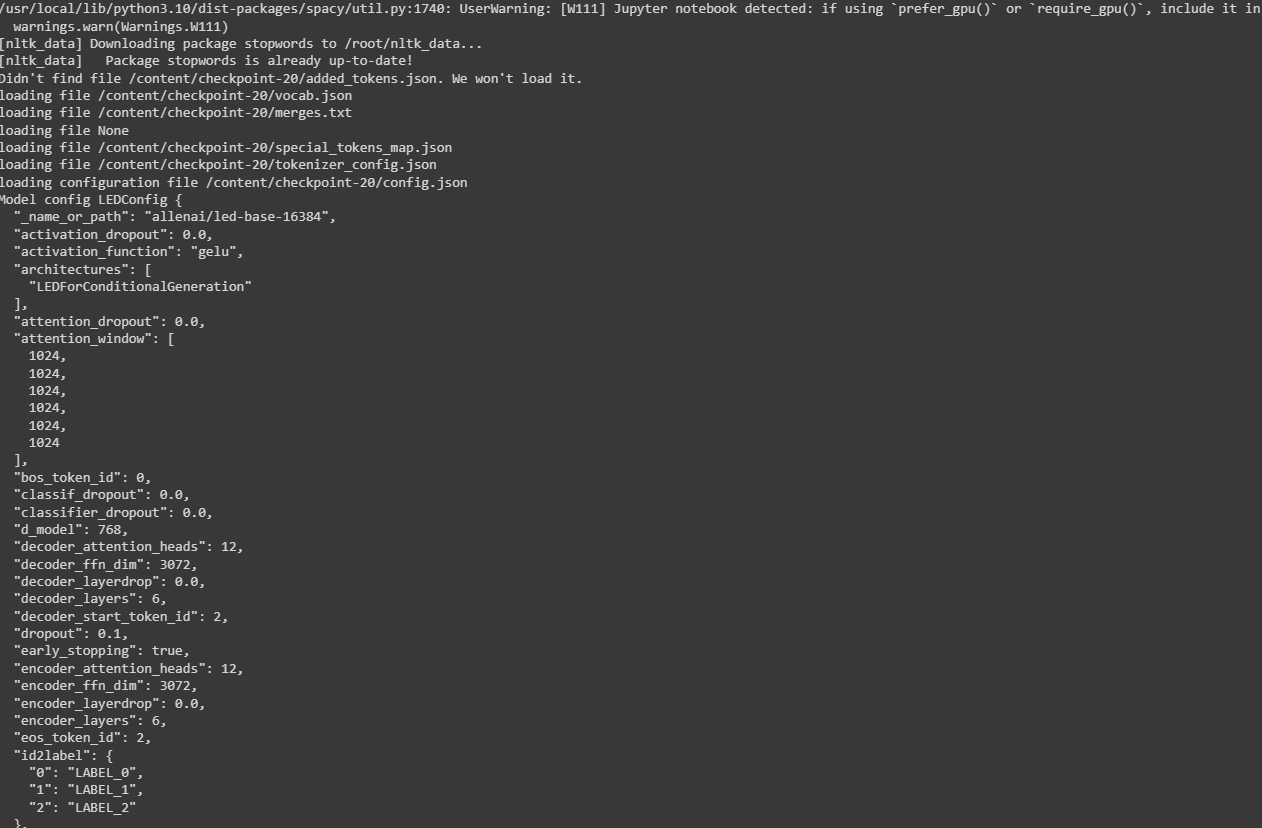 /usr/local/lib/python3.10/dist-packages/spacy/util.py:1740: UserWarning: [W111] Jupyter notebook detected: if using `prefer_gpu()` or `require_gpu()`, include it in
  warnings.warn(Warnings.W111)
[nltk_data] Downloading package stopwords to /root/nltk_data...
[nltk_data]   Package stopwords is already up-to-date!
Didn't find file /content/checkpoint-20/added_tokens.json. We won't load it.
loading file /content/checkpoint-20/vocab.json
loading file /content/checkpoint-20/merges.txt
loading file None
loading file /content/checkpoint-20/special_tokens_map.json
loading file /content/checkpoint-20/tokenizer_config.json
loading configuration file /content/checkpoint-20/config.json
Model config LEDConfig {
  "_name_or_path": "allenai/led-base-16384",
  "activation_dropout": 0.0,
  "activation_function": "gelu",
  "architectures": [
    "LEDForConditionalGeneration"
  ],
  "attention_dropout": 0.0,
  "attention_window": [
    1024,
    1024,
    1024,
    1024,
    1024,
    1024
  ],
  "bos_token_id": 0,
  "classif_dropout": 0.0,
  "classifier_dropout": 0.0,
  "d_model": 768,
  "decoder_attention_heads": 12,
  "decoder_ffn_dim": 3072,
  "decoder_layerdrop": 0.0,
  "decoder_layers": 6,
  "decoder_start_token_id": 2,
  "dropout": 0.1,
  "early_stopping": true,
  "encoder_attention_heads": 12,
  "encoder_ffn_dim": 3072,
  "encoder_layerdrop": 0.0,
  "encoder_layers": 6,
  "eos_token_id": 2,
  "id2label": {
    "0": "LABEL_0",
    "1": "LABEL_1",
    "2": "LABEL_2"
  },